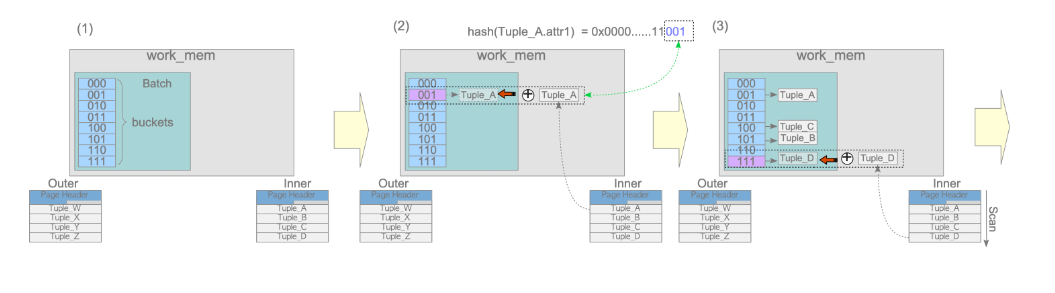 (1)
work_mem
000
001
010
011
100
101
110
111
Batch
buckets
Outer
Page Header
Tuple_W
Tuple_X
Tuple_Y
Tuple_Z
Inner
Page Header
Tuple_A
Tuple_B
Tuple_C
Tuple_D
(2)
hash(Tuple_A.attr1) = 0x0000......11001
work_mem
000
001
010
011
100
101
110
111
Tuple_A
Tuple_A
Outer
Page Header
Tuple_W
Tuple_X
Tuple_Y
Tuple_Z
Inner
Page Header
Tuple_A
Tuple_B
Tuple_C
Tuple_D
(3)
work_mem
000
001
010
011
100
101
110
111
Tuple_A
Tuple_C
Tuple_B
Tuple_D
Tuple_D
Outer
Page Header
Tuple_W
Tuple_X
Tuple_Y
Tuple_Z
Inner
Page Header
Tuple_A
Tuple_B
Tuple_C
Tuple_D
Scan